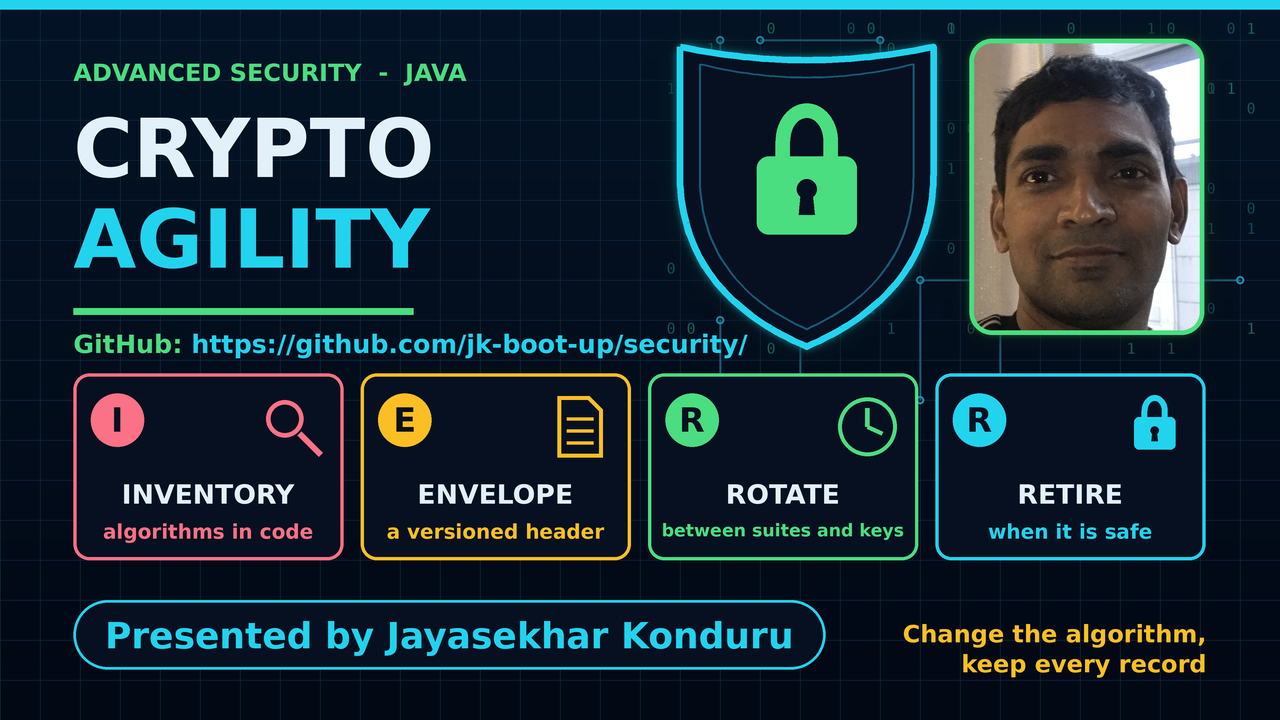 ADVANCED SECURITY - JAVA
CRYPTO
AGILITY
GitHub: https://github.com/jk-boot-up/security/
I
INVENTORY
algorithms in code
E
ENVELOPE
a versioned header
R
ROTATE
between suites and keys
R
RETIRE
when it is safe
Presented by Jayasekhar Konduru
Change the algorithm,
keep every record